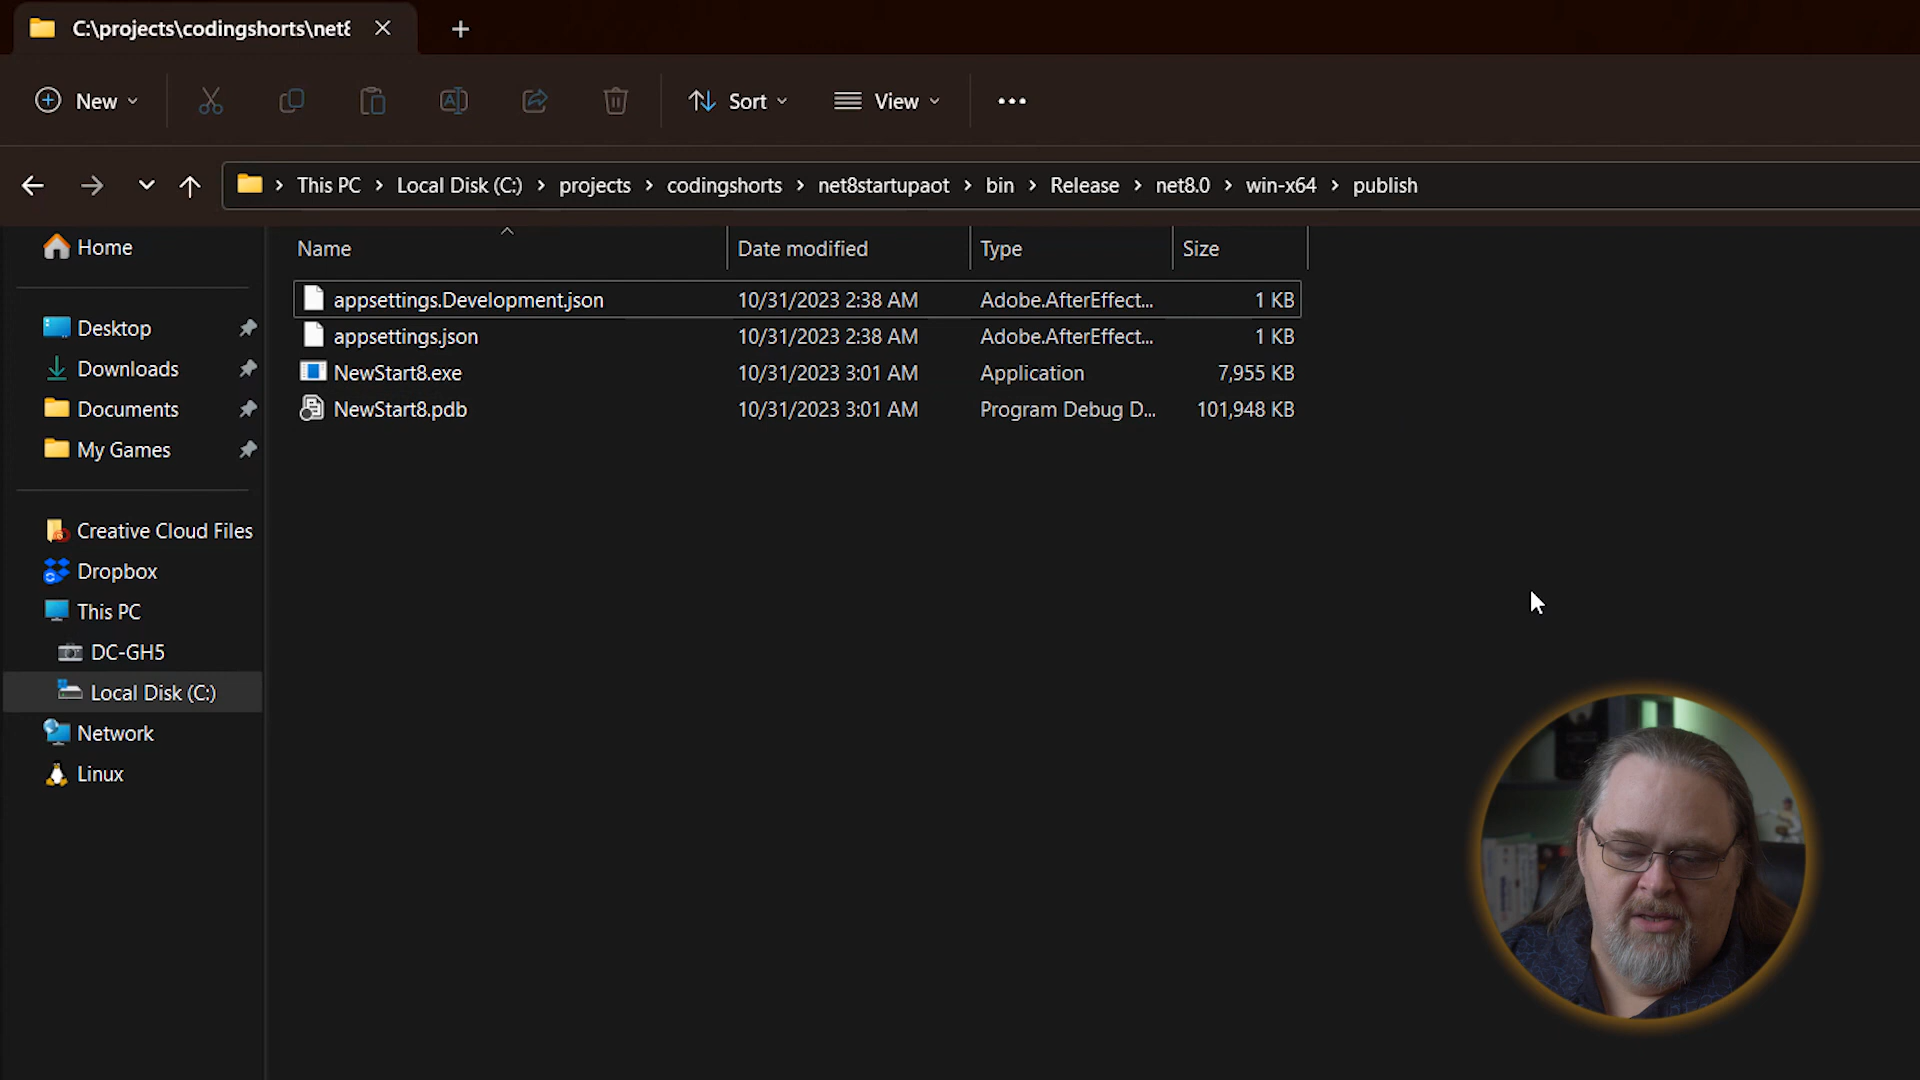 C:\projects\codingshorts\net8
New
Sort
View
This PC > Local Disk (C:) > projects > codingshorts > net8startupaot > bin > Release > net8.0 > win-x64 > publish
Home
Desktop
Downloads
Documents
My Games
Creative Cloud Files
Dropbox
This PC
DC-GH5
Local Disk (C:)
Network
Linux
Name Date modified Type Size
appsettings.Development.json 10/31/2023 2:38 AM Adobe.AfterEffect... 1 KB
appsettings.json 10/31/2023 2:38 AM Adobe.AfterEffect... 1 KB
NewStart8.exe 10/31/2023 3:01 AM Application 7,955 KB
NewStart8.pdb 10/31/2023 3:01 AM Program Debug D... 101,948 KB